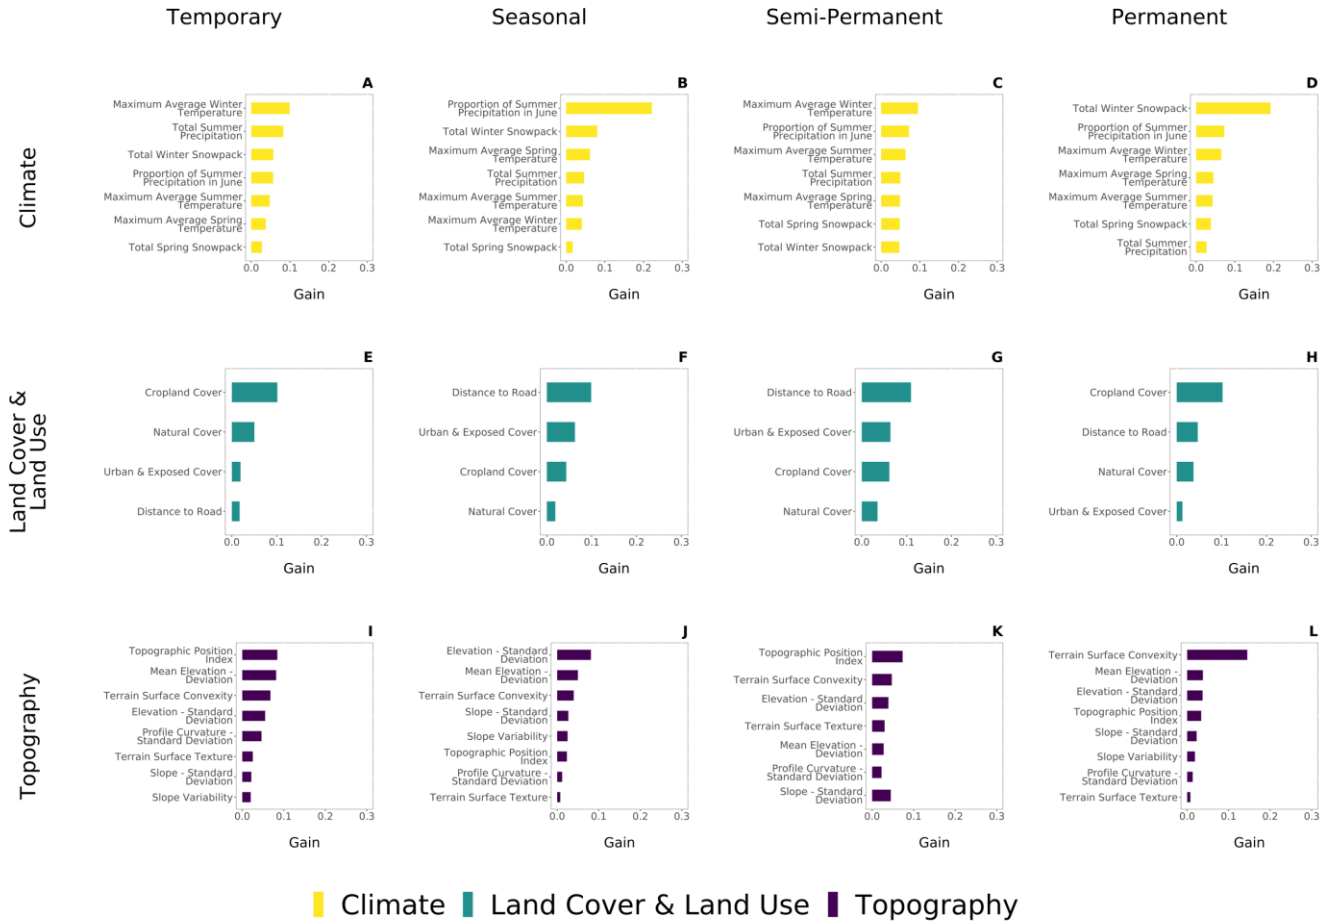 Temporary
Seasonal
Semi-Permanent
Permanent
Climate
A
Maximum Average Winter
Temperature
Total Summer
Precipitation
Total Winter Snowpack
Proportion of Summer
Precipitation in June
Maximum Average Summer
Temperature
Maximum Average Spring
Temperature
Total Spring Snowpack
0.0 0.1 0.2 0.3
Gain
B
Proportion of Summer
Precipitation in June
Total Winter Snowpack
Maximum Average Spring
Temperature
Total Summer
Precipitation
Maximum Average Summer
Temperature
Maximum Average Winter
Temperature
Total Spring Snowpack
0.0 0.1 0.2 0.3
Gain
C
Maximum Average Winter
Temperature
Proportion of Summer
Precipitation in June
Maximum Average Summer
Temperature
Total Summer
Precipitation
Maximum Average Spring
Temperature
Total Spring Snowpack
Total Winter Snowpack
0.0 0.1 0.2 0.3
Gain
D
Total Winter Snowpack
Proportion of Summer
Precipitation in June
Maximum Average Winter
Temperature
Maximum Average Spring
Temperature
Maximum Average Summer
Temperature
Total Spring Snowpack
Total Summer
Precipitation
0.0 0.1 0.2 0.3
Gain
Land Cover &
Land Use
E
Cropland Cover
Natural Cover
Urban & Exposed Cover
Distance to Road
0.0 0.1 0.2 0.3
Gain
F
Distance to Road
Urban & Exposed Cover
Cropland Cover
Natural Cover
0.0 0.1 0.2 0.3
Gain
G
Distance to Road
Urban & Exposed Cover
Cropland Cover
Natural Cover
0.0 0.1 0.2 0.3
Gain
H
Cropland Cover
Distance to Road
Natural Cover
Urban & Exposed Cover
0.0 0.1 0.2 0.3
Gain
Topography
I
Topographic Position
Index
Mean Elevation -
Deviation
Terrain Surface Convexity
Elevation - Standard
Deviation
Profile Curvature -
Standard Deviation
Terrain Surface Texture
Slope - Standard
Deviation
Slope Variability
0.0 0.1 0.2 0.3
Gain
J
Elevation - Standard
Deviation
Mean Elevation -
Deviation
Terrain Surface Convexity
Slope - Standard
Deviation
Slope Variability
Topographic Position
Index
Profile Curvature -
Standard Deviation
Terrain Surface Texture
0.0 0.1 0.2 0.3
Gain
K
Topographic Position
Index
Terrain Surface Convexity
Elevation - Standard
Deviation
Terrain Surface Texture
Mean Elevation -
Deviation
Profile Curvature -
Standard Deviation
Slope - Standard
Deviation
0.0 0.1 0.2 0.3
Gain
L
Terrain Surface Convexity
Mean Elevation -
Deviation
Elevation - Standard
Deviation
Topographic Position
Index
Slope - Standard
Deviation
Slope Variability
Profile Curvature -
Standard Deviation
Terrain Surface Texture
0.0 0.1 0.2 0.3
Gain
Climate Land Cover & Land Use Topography